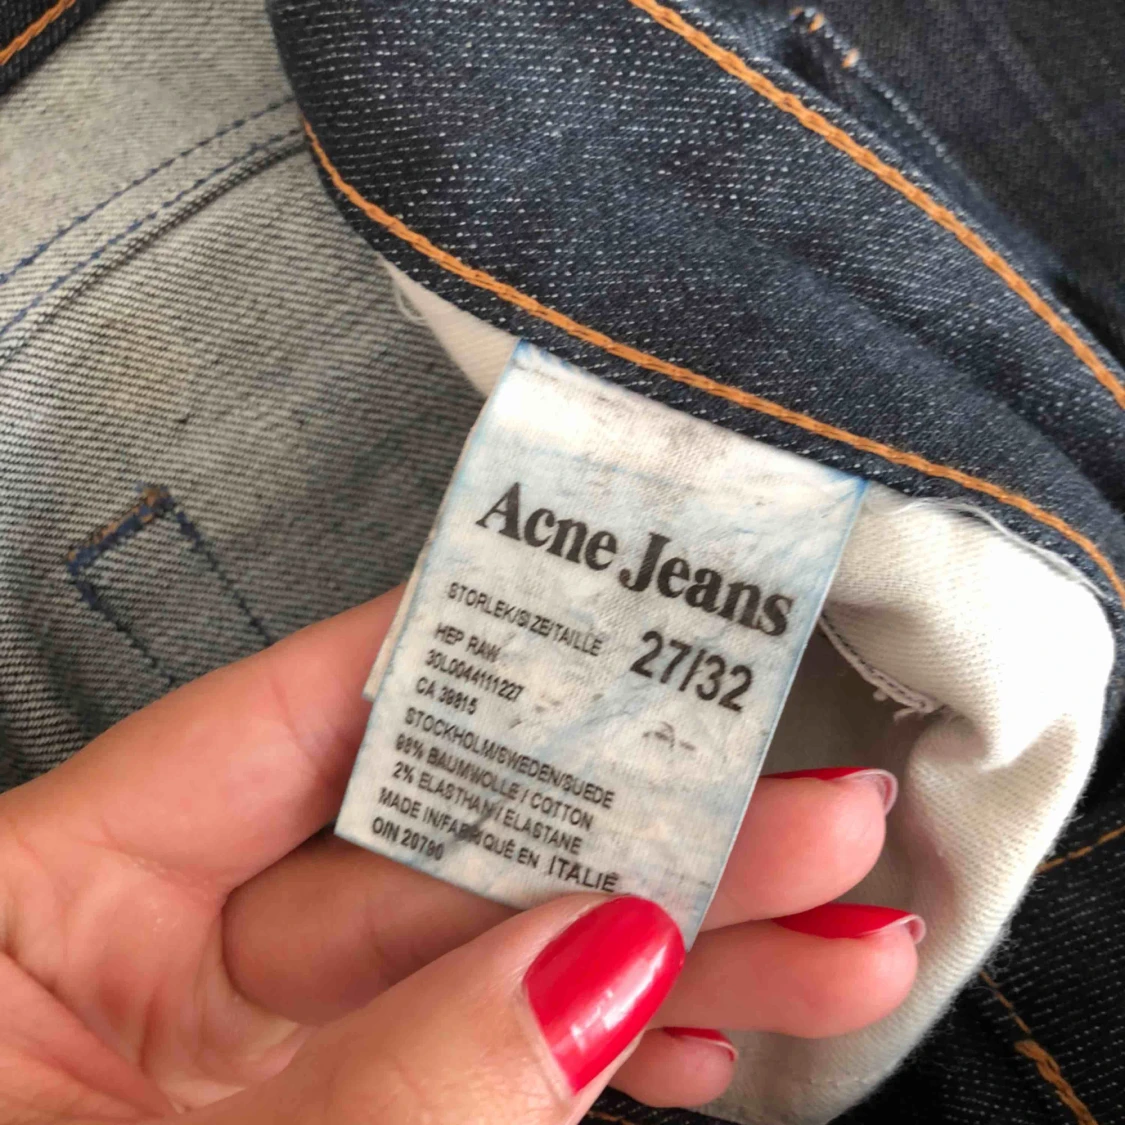 Acne Jeans
STORLEK/SIZE/TAILLE 27/32
HEP RAW
30L0044111227
CA 39815
STOCKHOLM/SWEDEN/SUEDE
98% BAUMWOLLE / COTTON
2% ELASTHAN / ELASTANE
MADE IN/FABRIQUÉ EN ITALIE
O/N 20790